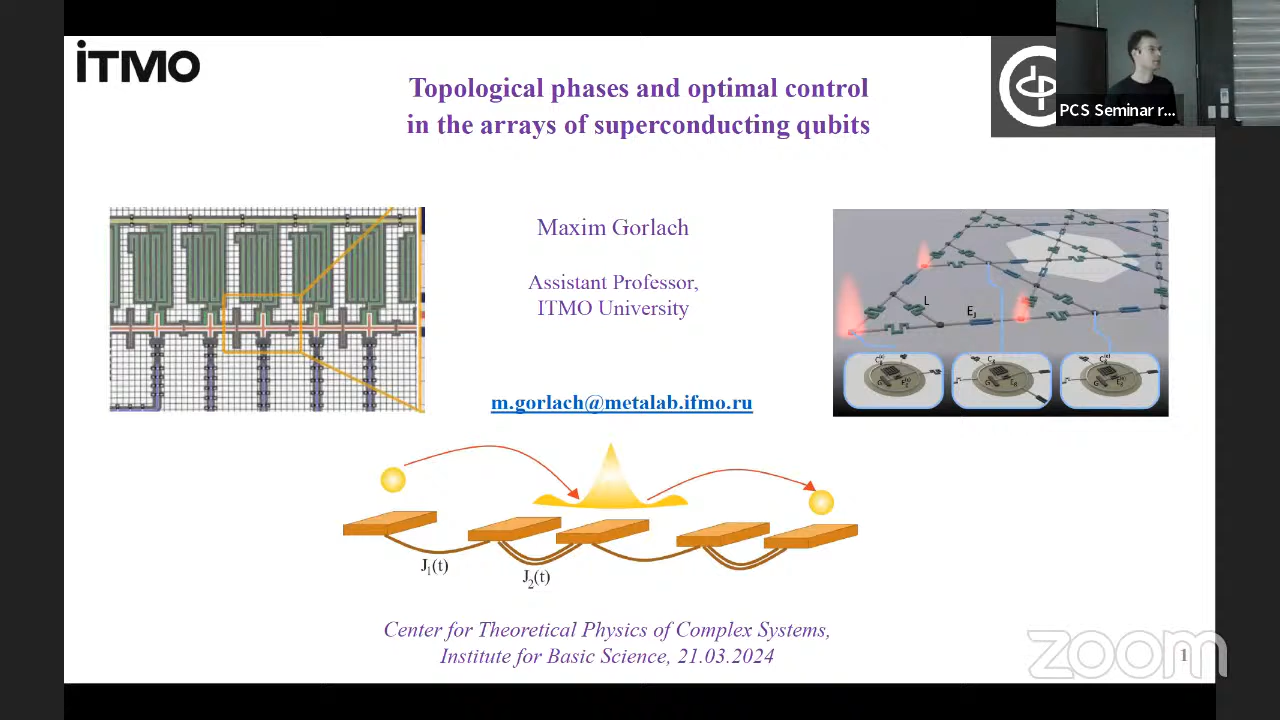 iTMO
Topological phases and optimal control
in the arrays of superconducting qubits
PCS Seminar r...
Maxim Gorlach
Assistant Professor,
ITMO University
m.gorlach@metalab.ifmo.ru
L
EJ
J1(t)
J2(t)
Center for Theoretical Physics of Complex Systems,
Institute for Basic Science, 21.03.2024
zoom
1